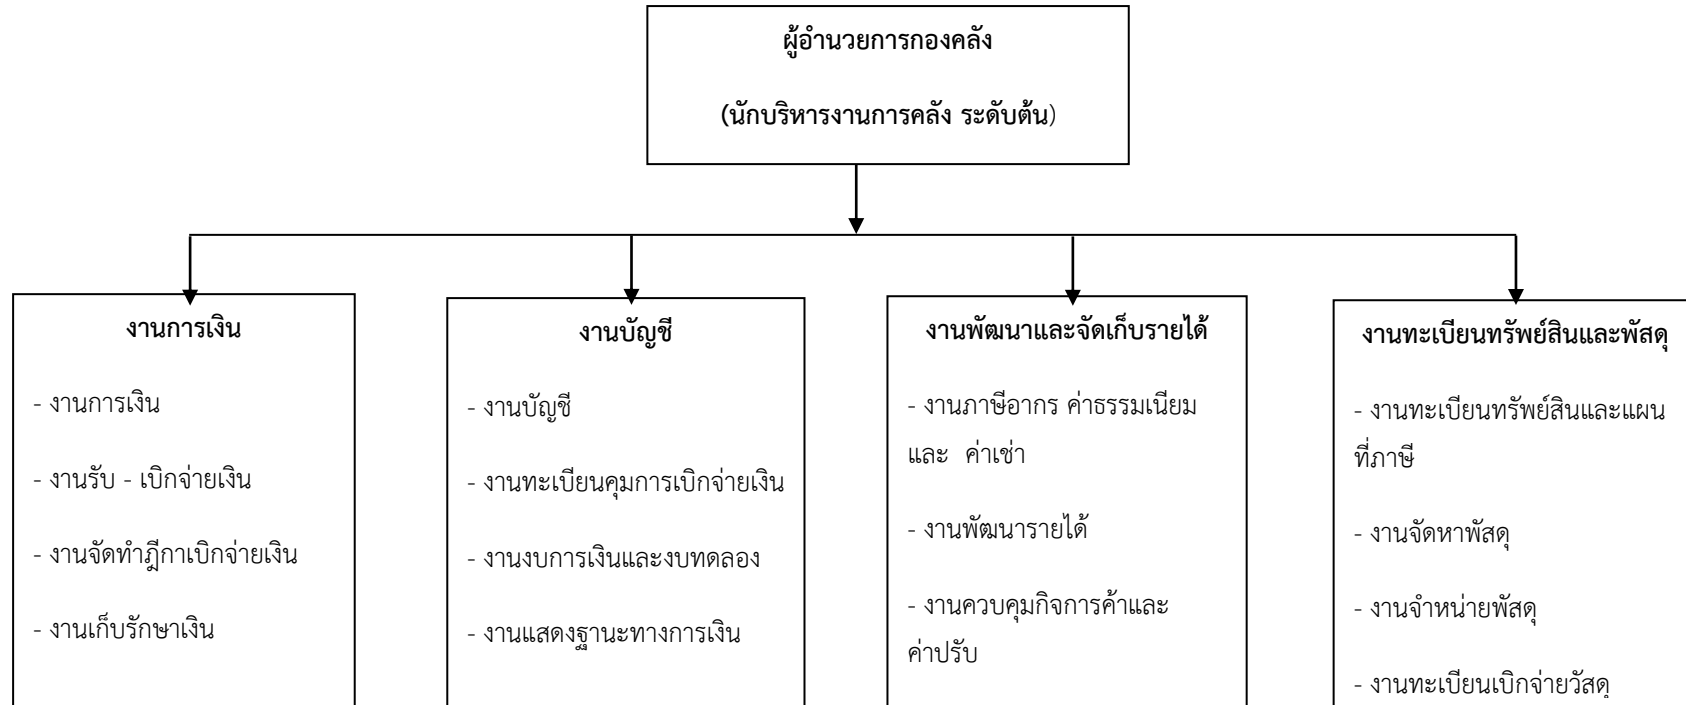 ผู้อำนวยการกองคลัง
(นักบริหารงานการคลัง ระดับต้น)
งานการเงิน
- งานการเงิน
- งานรับ - เบิกจ่ายเงิน
- งานจัดทำฎีกาเบิกจ่ายเงิน
- งานเก็บรักษาเงิน
งานบัญชี
- งานบัญชี
- งานทะเบียนคุมการเบิกจ่ายเงิน
- งานงบการเงินและงบทดลอง
- งานแสดงฐานะทางการเงิน
งานพัฒนาและจัดเก็บรายได้
- งานภาษีอากร ค่าธรรมเนียม
และ ค่าเช่า
- งานพัฒนารายได้
- งานควบคุมกิจการค้าและ
ค่าปรับ
งานทะเบียนทรัพย์สินและพัสดุ
- งานทะเบียนทรัพย์สินและแผน
ที่ภาษี
- งานจัดหาพัสดุ
- งานจำหน่ายพัสดุ
- งานทะเบียนเบิกจ่ายวัสดุ